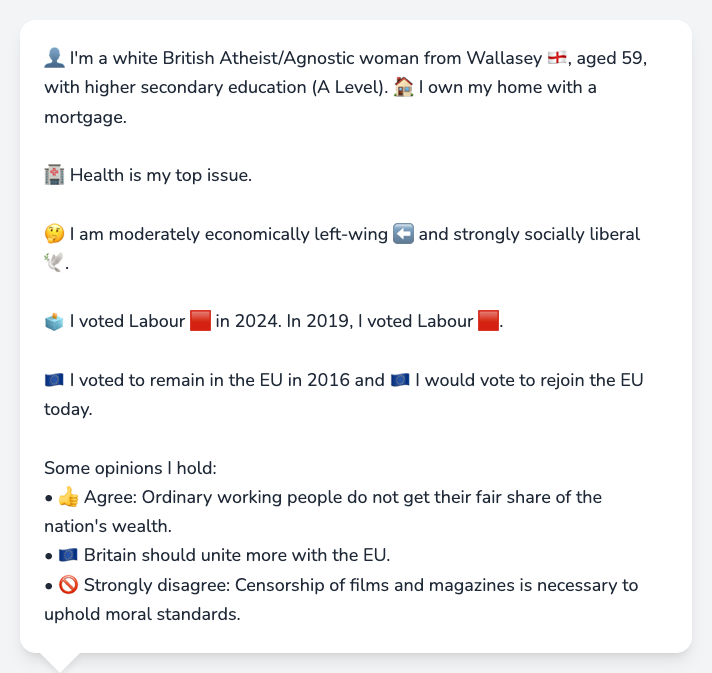 👤 I'm a white British Atheist/Agnostic woman from Wallasey 🏴󠁧󠁢󠁥󠁮󠁧󠁿, aged 59,
with higher secondary education (A Level). 🏠 I own my home with a
mortgage.
🏥 Health is my top issue.
🤔 I am moderately economically left-wing ⬅️ and strongly socially liberal
🕊️.
🗳️ I voted Labour 🟥 in 2024. In 2019, I voted Labour 🟥.
🇪🇺 I voted to remain in the EU in 2016 and 🇪🇺 I would vote to rejoin the EU
today.
Some opinions I hold:
• 👍 Agree: Ordinary working people do not get their fair share of the
nation's wealth.
• 🇪🇺 Britain should unite more with the EU.
• 🚫 Strongly disagree: Censorship of films and magazines is necessary to
uphold moral standards.